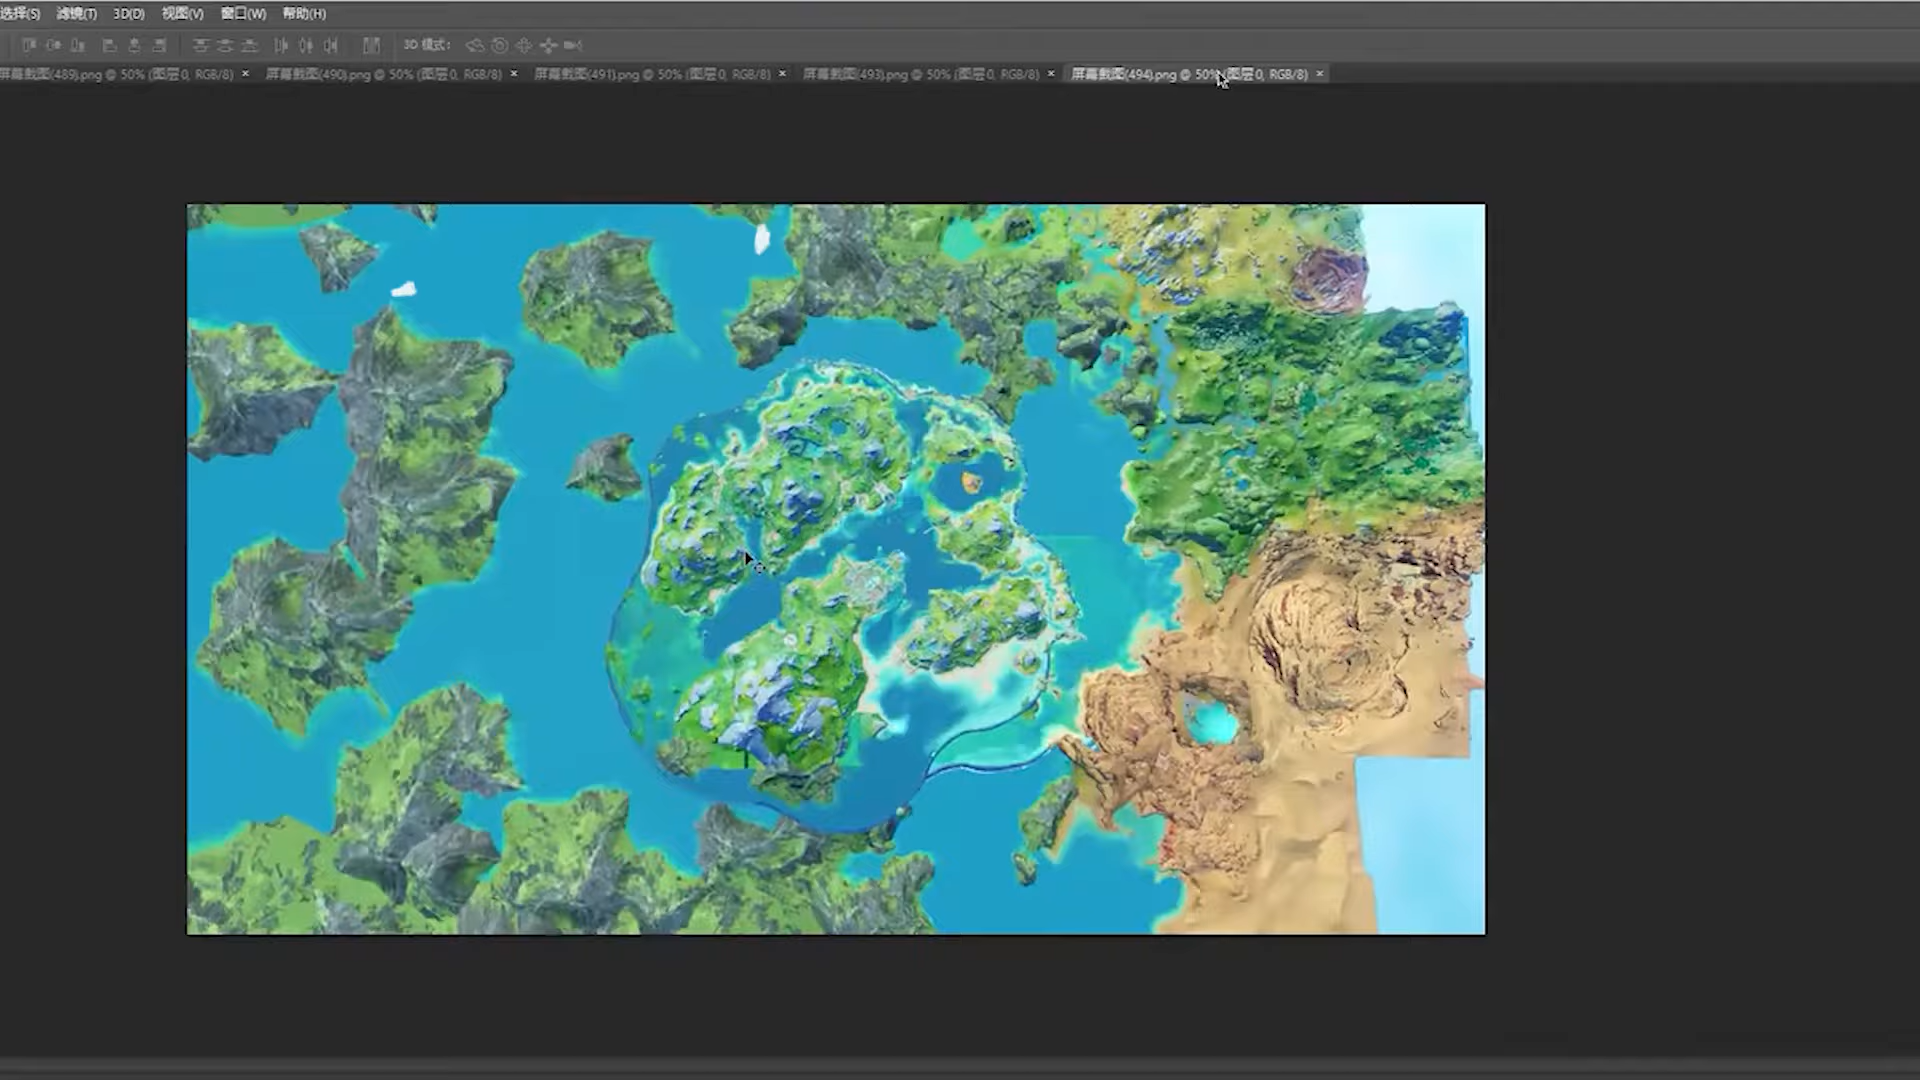 选择(S) 滤镜(T) 3D(D) 视图(V) 窗口(W) 帮助(H)
3D 模式:
屏幕截图(489).png @ 50% (图层 0, RGB/8) × 屏幕截图(490).png @ 50% (图层 0, RGB/8) × 屏幕截图(491).png @ 50% (图层 0, RGB/8) × 屏幕截图(493).png @ 50% (图层 0, RGB/8) × 屏幕截图(494).png @ 50% (图层 0, RGB/8) ×